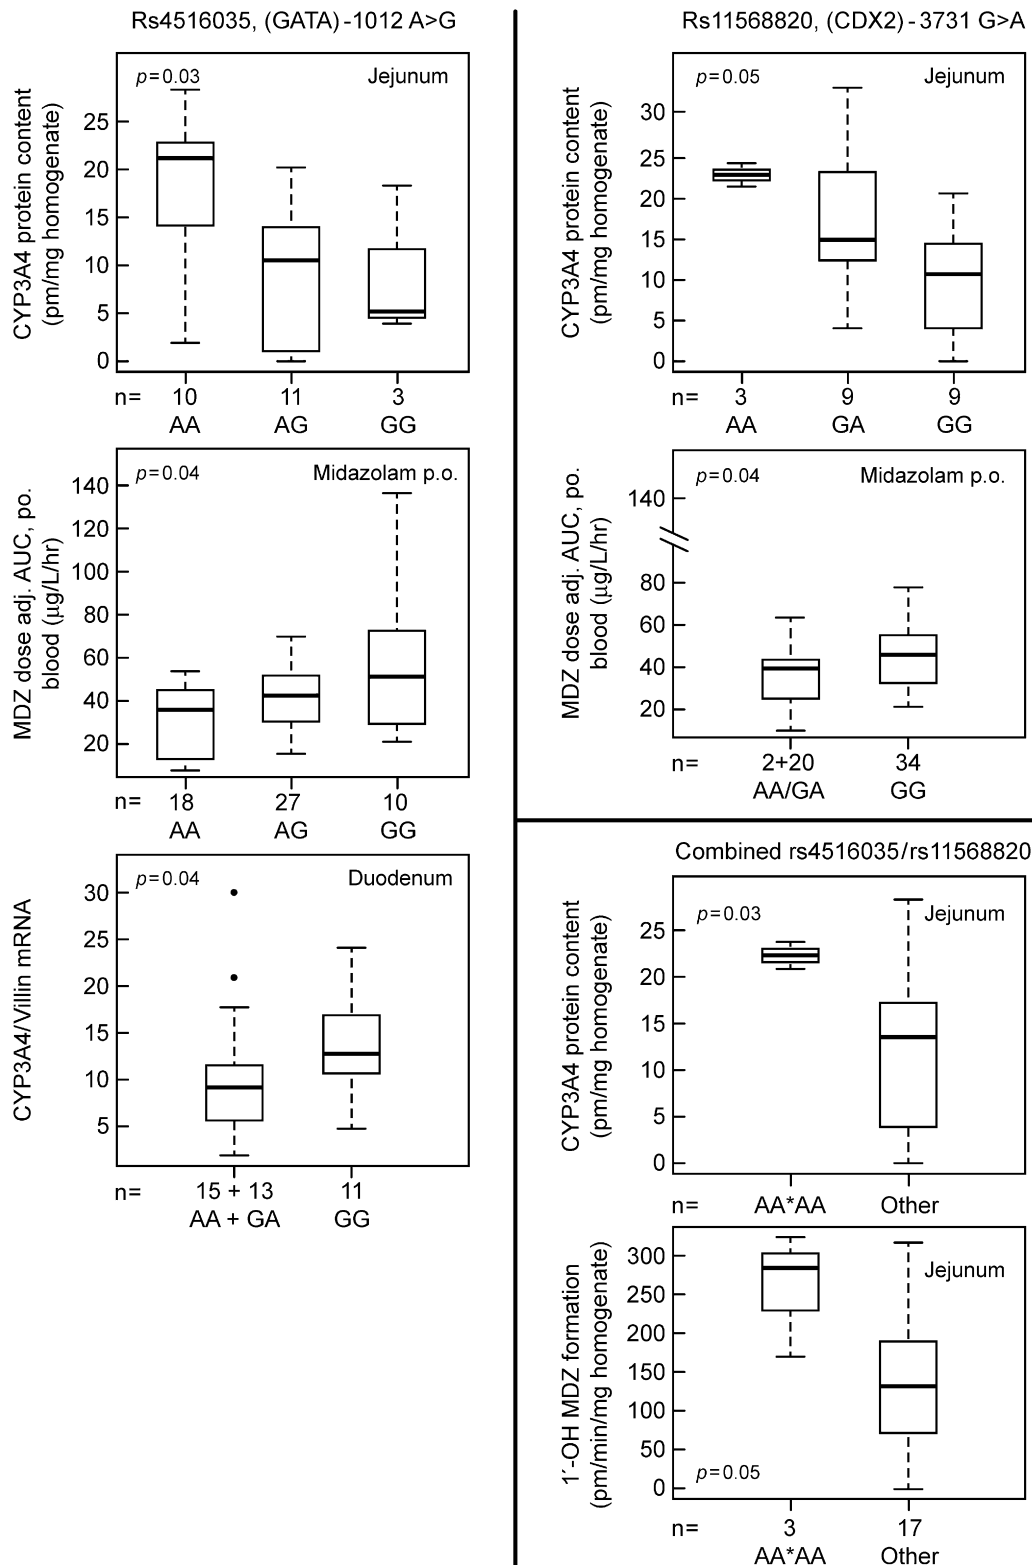 Rs4516035, (GATA) -1012 A>G
CYP3A4 protein content
(pm/mg homogenate)
p=0.03
Jejunum
25
20
15
10
5
0
n= 10 11 3
AA AG GG
MDZ dose adj. AUC, po.
blood (µg/L/hr)
p=0.04
Midazolam p.o.
140
120
100
80
60
40
20
n= 18 27 10
AA AG GG
CYP3A4/Villin mRNA
p=0.04
Duodenum
30
25
20
15
10
5
n= 15 + 13 11
AA + GA GG
Rs11568820, (CDX2) - 3731 G>A
CYP3A4 protein content
(pm/mg homogenate)
p=0.05
Jejunum
30
25
20
15
10
5
0
n= 3 9 9
AA GA GG
MDZ dose adj. AUC, po.
blood (µg/L/hr)
p=0.04
Midazolam p.o.
140
80
60
40
20
n= 2+20 34
AA/GA GG
Combined rs4516035/rs11568820
CYP3A4 protein content
(pm/mg homogenate)
p=0.03
Jejunum
25
20
15
10
5
0
n= AA*AA Other
1´-OH MDZ formation
(pm/min/mg homogenate)
Jejunum
300
250
200
150
100
50
0
p=0.05
n= 3 17
AA*AA Other